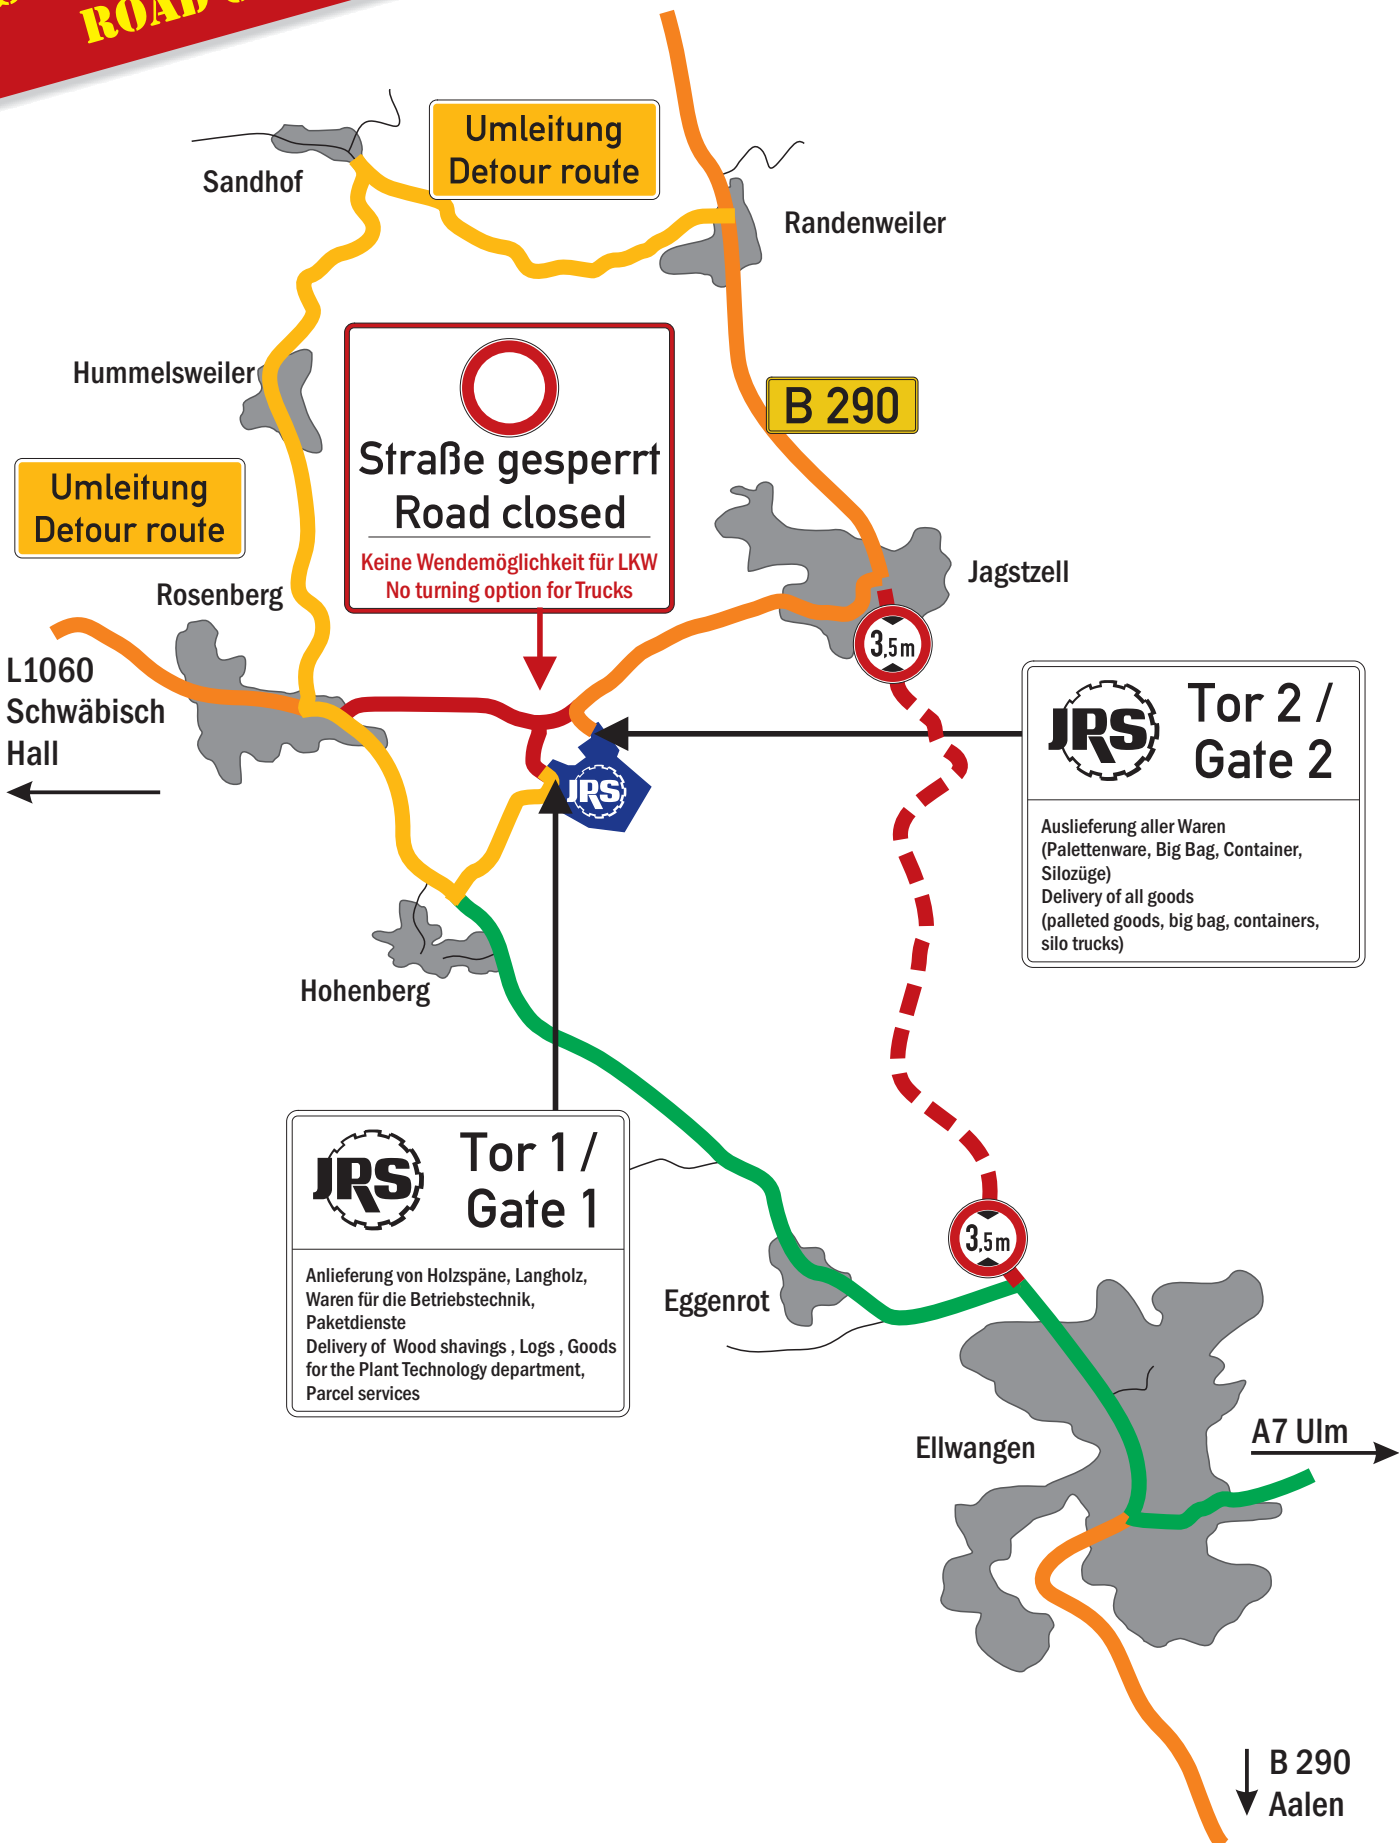 ROAD
Umleitung
Detour route
Sandhof
Randenweiler
Hummelsweiler
B 290
Straße gesperrt
Road closed
Keine Wendemöglichkeit für LKW
No turning option for Trucks
Umleitung
Detour route
Rosenberg
Jagstzell
3,5m
L1060
Schwäbisch
Hall
JRS
Tor 2 /
Gate 2
Auslieferung aller Waren
(Palettenware, Big Bag, Container,
Silozüge)
Delivery of all goods
(palleted goods, big bag, containers,
silo trucks)
JRS
Hohenberg
JRS
Tor 1 /
Gate 1
Anlieferung von Holzspäne, Langholz,
Waren für die Betriebstechnik,
Paketdienste
Delivery of Wood shavings , Logs , Goods
for the Plant Technology department,
Parcel services
3,5m
Eggenrot
Ellwangen
A7 Ulm
B 290
Aalen